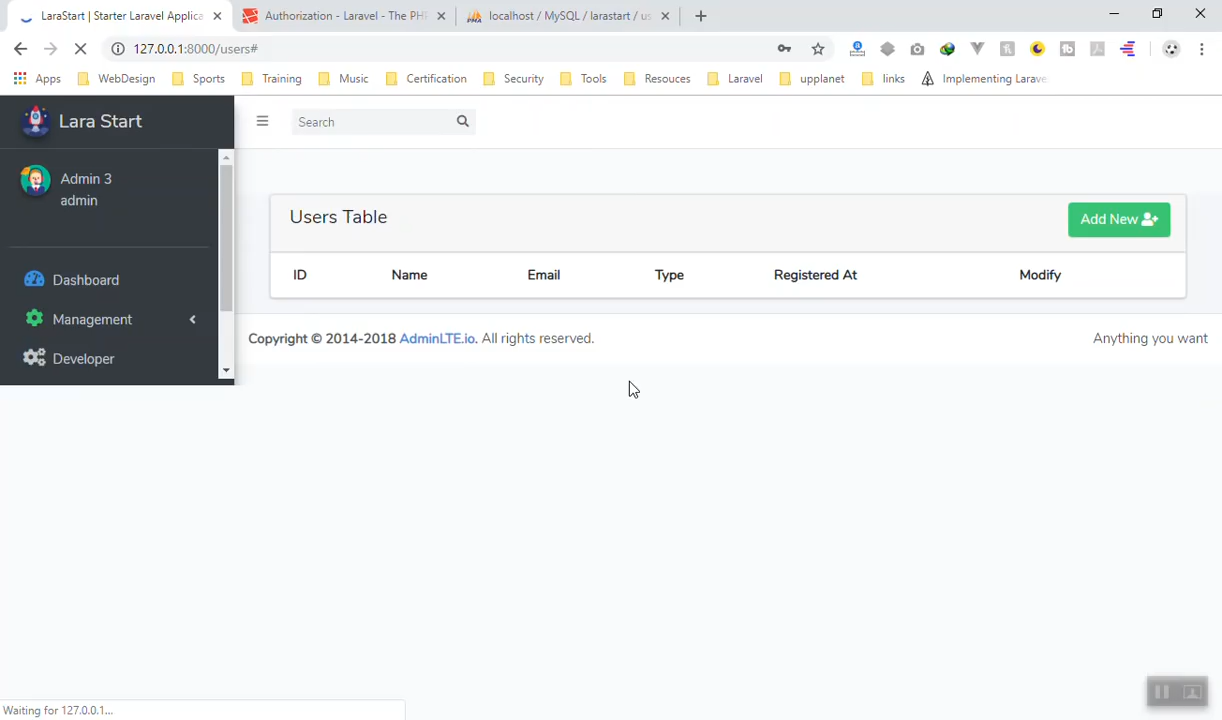 LaraStart | Starter Laravel Applica
Authorization - Laravel - The PHP
localhost / MySQL / larastart / us
127.0.0.1:8000/users#
Apps
WebDesign
Sports
Training
Music
Certification
Security
Tools
Resouces
Laravel
upplanet
links
Implementing Larave
Lara Start
Search
Admin 3
admin
Users Table
Add New
ID Name Email Type Registered At Modify
Dashboard
Management
Developer
Copyright © 2014-2018 AdminLTE.io. All rights reserved.
Anything you want
Waiting for 127.0.0.1...